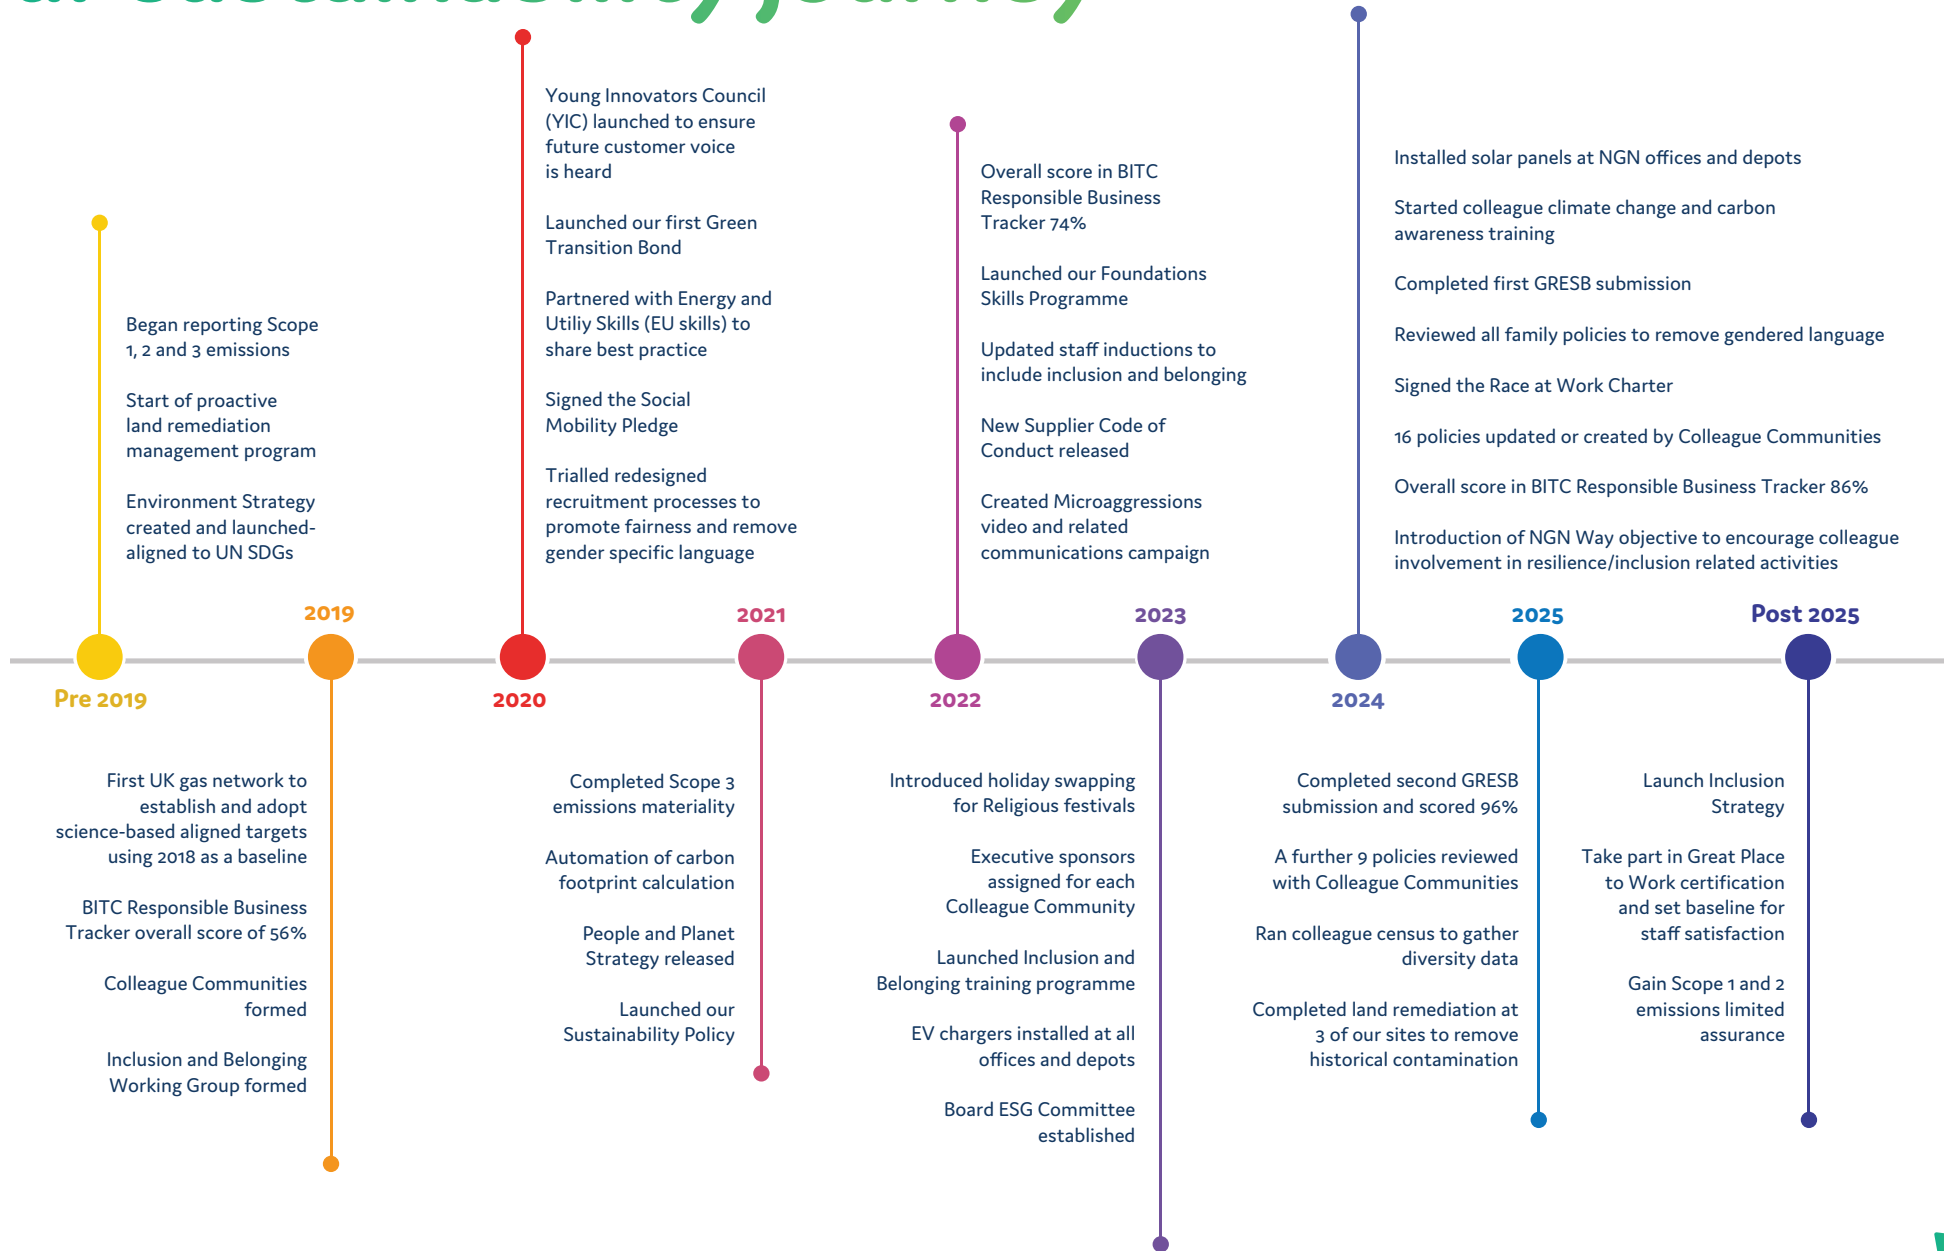 Began reporting Scope
1, 2 and 3 emissions
Start of proactive
land remediation
management program
Environment Strategy
created and launched-
aligned to UN SDGs
Pre 2019
2019
First UK gas network to
establish and adopt
science-based aligned targets
using 2018 as a baseline
BITC Responsible Business
Tracker overall score of 56%
Colleague Communities
formed
Inclusion and Belonging
Working Group formed
Young Innovators Council
(YIC) launched to ensure
future customer voice
is heard
Launched our first Green
Transition Bond
Partnered with Energy and
Utiliy Skills (EU skills) to
share best practice
Signed the Social
Mobility Pledge
Trialled redesigned
recruitment processes to
promote fairness and remove
gender specific language
2020
2021
Completed Scope 3
emissions materiality
Automation of carbon
footprint calculation
People and Planet
Strategy released
Launched our
Sustainability Policy
Overall score in BITC
Responsible Business
Tracker 74%
Launched our Foundations
Skills Programme
Updated staff inductions to
include inclusion and belonging
New Supplier Code of
Conduct released
Created Microaggressions
video and related
communications campaign
2022
2023
Introduced holiday swapping
for Religious festivals
Executive sponsors
assigned for each
Colleague Community
Launched Inclusion and
Belonging training programme
EV chargers installed at all
offices and depots
Board ESG Committee
established
Installed solar panels at NGN offices and depots
Started colleague climate change and carbon
awareness training
Completed first GRESB submission
Reviewed all family policies to remove gendered language
Signed the Race at Work Charter
16 policies updated or created by Colleague Communities
Overall score in BITC Responsible Business Tracker 86%
Introduction of NGN Way objective to encourage colleague
involvement in resilience/inclusion related activities
2024
2025
Completed second GRESB
submission and scored 96%
A further 9 policies reviewed
with Colleague Communities
Ran colleague census to gather
diversity data
Completed land remediation at
3 of our sites to remove
historical contamination
Post 2025
Launch Inclusion
Strategy
Take part in Great Place
to Work certification
and set baseline for
staff satisfaction
Gain Scope 1 and 2
emissions limited
assurance